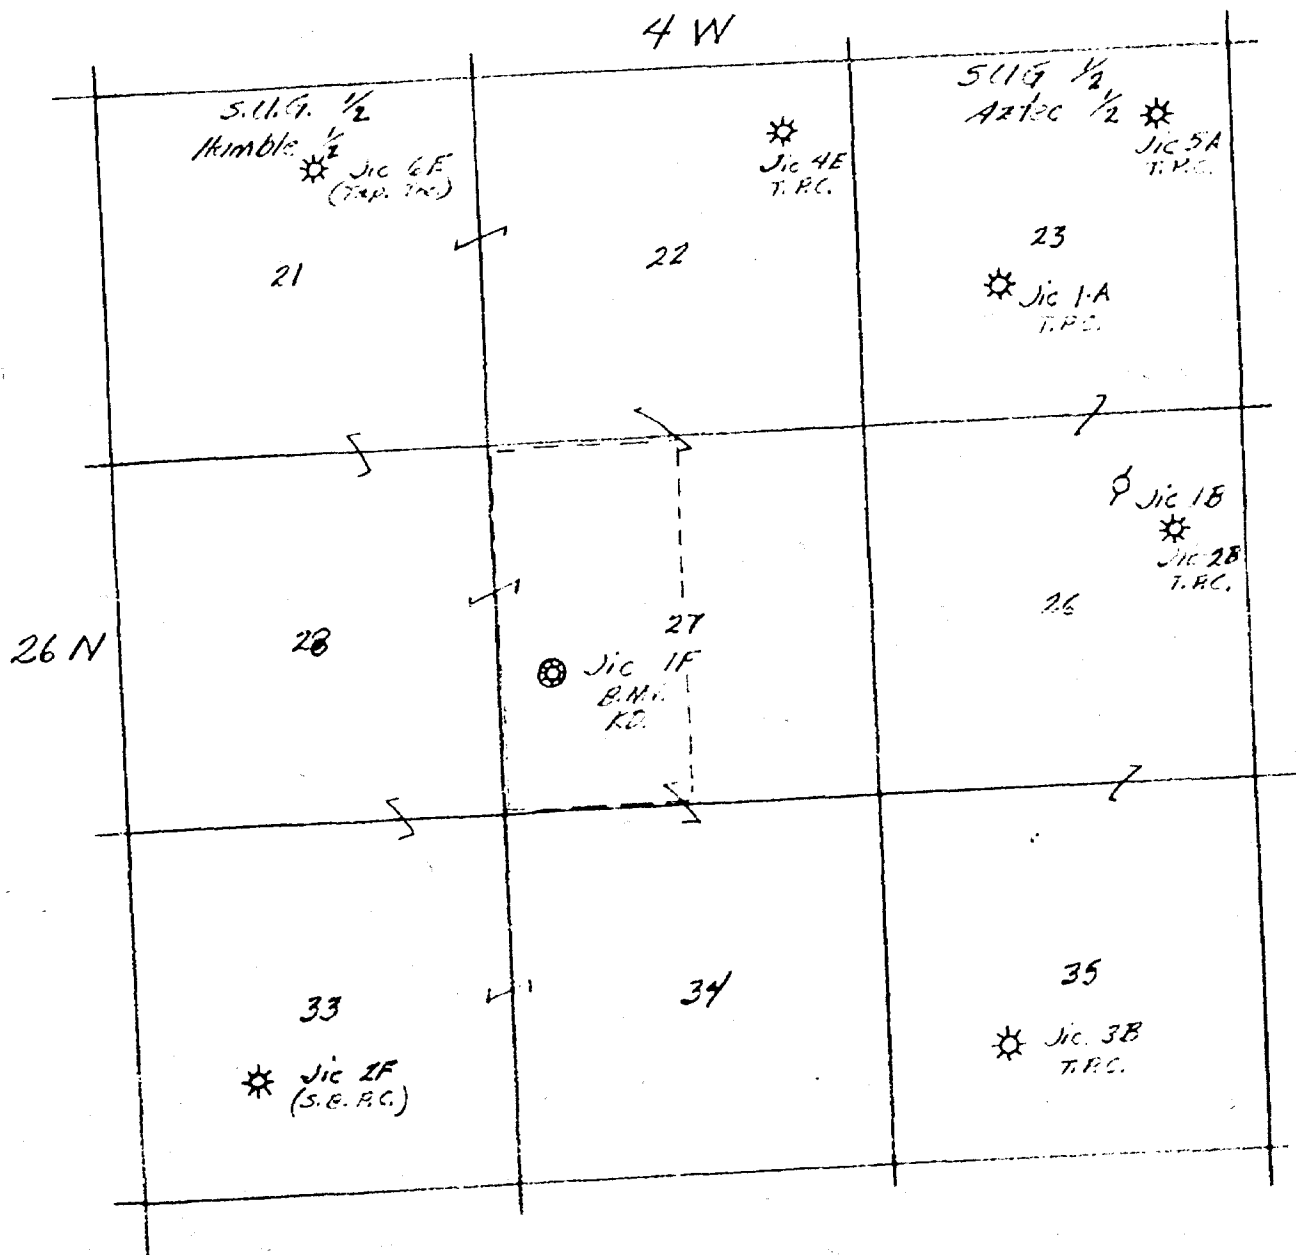 4 W
S.U.G. 1/2
Humble 1/2
Jic 6E
21
22
Jic 4E
T.P.C.
SUG 1/2
Aztec 1/2
Jic 5A
T.P.C.
23
Jic 1-A
T.P.C.
26 N
28
27
Jic 1F
KD.
26
Jic 1B
Jic 2B
T.P.C.
33
Jic 2F
34
35
Jic. 3B
T.P.C.